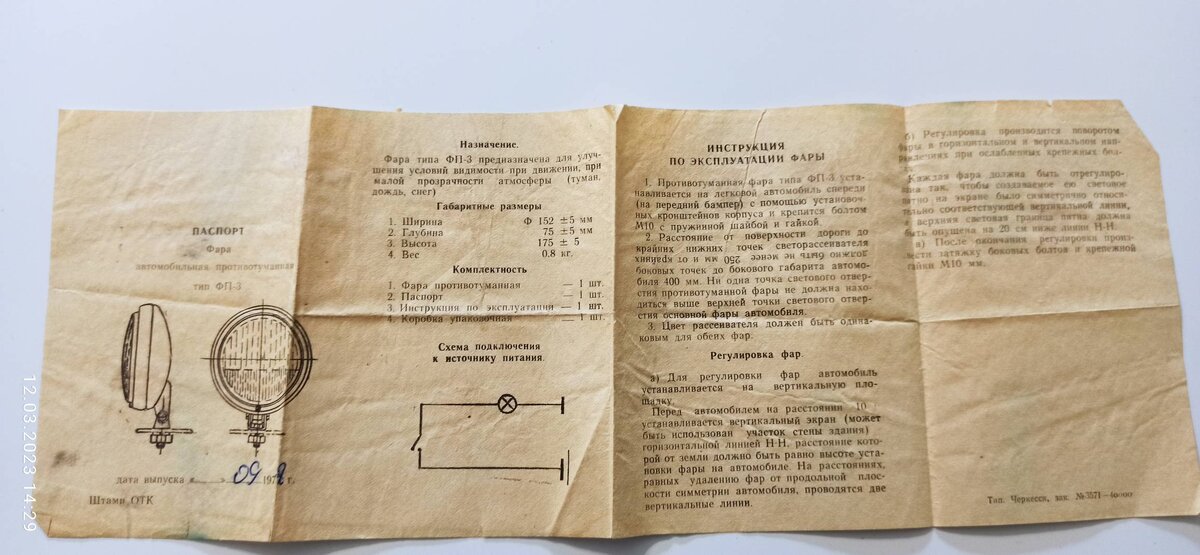 ПАСПОРТ
Фара
автомобильная противотуманная
тип ФП-3
дата выпуска « » 09 197 г.
Штамп ОТК
Назначение.
Фара типа ФП-3 предназначена для улуч-
шения условий видимости при движении, при
малой прозрачности атмосферы (туман,
дождь, снег)
Габаритные размеры
1. Ширина Ф 152 ±5 мм
2. Глубина 75 ±5 мм
3. Высота 175 ± 5
4. Вес 0.8 кг.
Комплектность
1. Фара противотуманная — 1 шт.
2. Паспорт — 1 шт.
3. Инструкция по эксплуатации — 1 шт.
4. Коробка упаковочная — 1 шт.
Схема подключения
к источнику питания.
ИНСТРУКЦИЯ
ПО ЭКСПЛУАТАЦИИ ФАРЫ
1. Противотуманная фара типа ФП-3 уста-
навливается на легковой автомобиль спереди
(на передний бампер) с помощью установоч-
ных кронштейнов корпуса и крепится болтом
М10 с пружинной шайбой и гайкой.
2. Расстояние от поверхности дороги до
крайних нижних точек светорассеивателя
должно быть не менее 250 мм и от крайних
боковых точек до бокового габарита автомо-
биля 400 мм. Ни одна точка светового отвер-
стия противотуманной фары не должна нахо-
диться выше верхней точки светового отвер-
стия основной фары автомобиля.
3. Цвет рассеивателя должен быть одина-
ковым для обеих фар.
Регулировка фар.
а) Для регулировки фар автомобиль
устанавливается на вертикальную пло-
щадку.
Перед автомобилем на расстоянии 10
устанавливается вертикальный экран (может
быть использован участок стены здания)
горизонтальной линией Н-Н, расстояние кото-
рой от земли должно быть равно высоте уста-
новки фары на автомобиле. На расстояниях,
равных удалению фар от продольной плос-
кости симметрии автомобиля, проводятся две
вертикальные линии.
б) Регулировка производится поворотом
фары в горизонтальном и вертикальном нап-
равлениях при ослабленных крепежных бол-
Каждая фара должна быть отрегулиро-
вана так, чтобы создаваемое ею световое
пятно на экране было симметрично относи-
тельно соответствующей вертикальной линии,
а верхняя световая граница пятна должна
быть опущена на 20 см ниже линии Н-Н.
в) После окончания регулировки произ-
вести затяжку боковых болтов и крепежной
гайки М10 мм.
Тип. Черкесск, зак. №3571—40000
12.03.2023 14:29